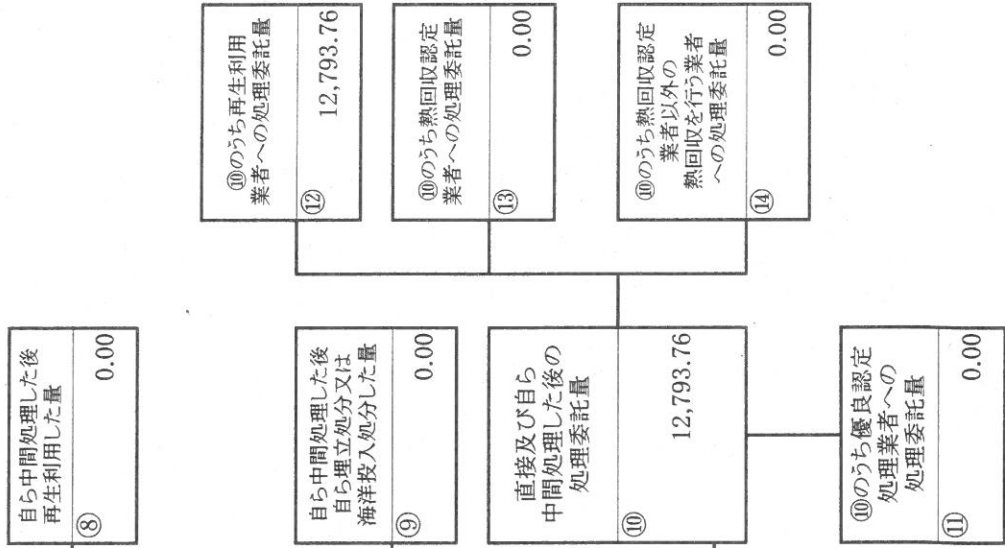 自ら中間処理した後
再生利用した量
⑧
0.00
自ら中間処理した後
自ら埋立処分又は
海洋投入処分した量
⑨
0.00
直接及び自ら
中間処理した後の
処理委託量
⑩
12,793.76
⑩のうち優良認定
処理業者への
処理委託量
⑪
0.00
⑩のうち再生利用
業者への処理委託量
⑫
12,793.76
⑩のうち熱回収認定
業者への処理委託量
⑬
0.00
⑩のうち熱回収認定
業者以外の
熱回収を行う業者
への処理委託量
⑭
0.00